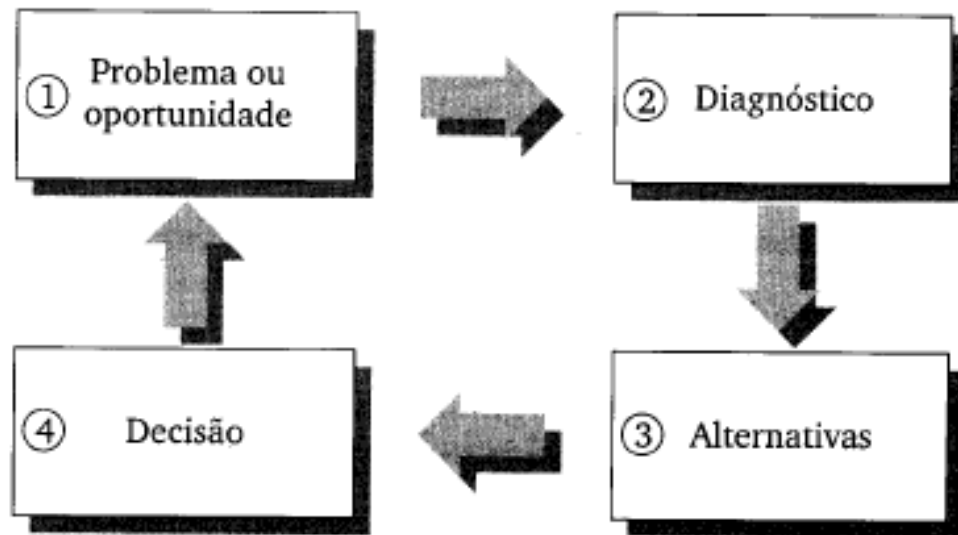 ① Problema ou
oportunidade
② Diagnóstico
③ Alternativas
④ Decisão